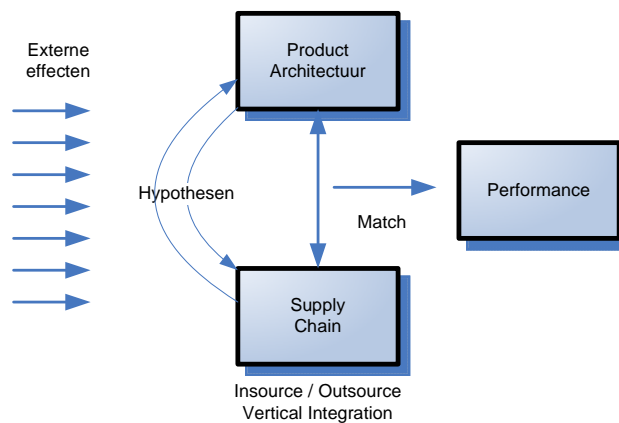 Externe
effecten
Product
Architectuur
Hypothesen
Match
Performance
Supply
Chain
Insource / Outsource
Vertical Integration